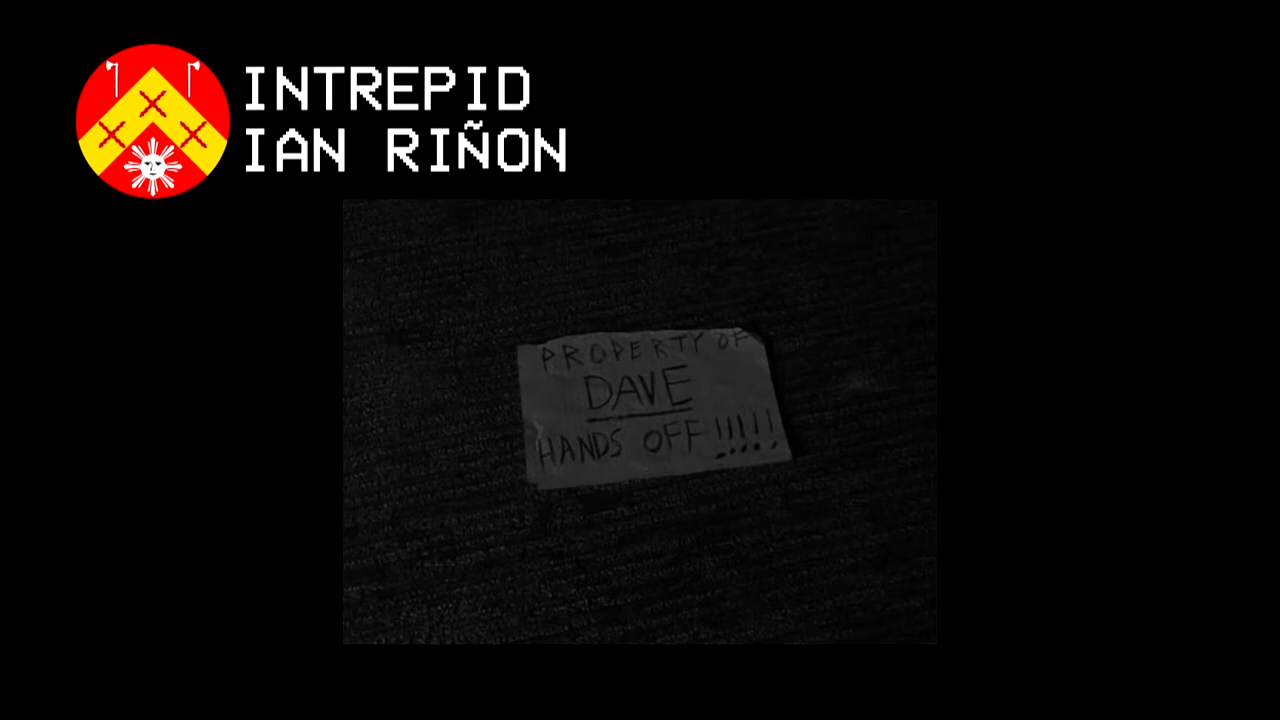 INTREPID
IAN RIÑON
PROPERTY OF
DAVE
HANDS OFF !!!!!